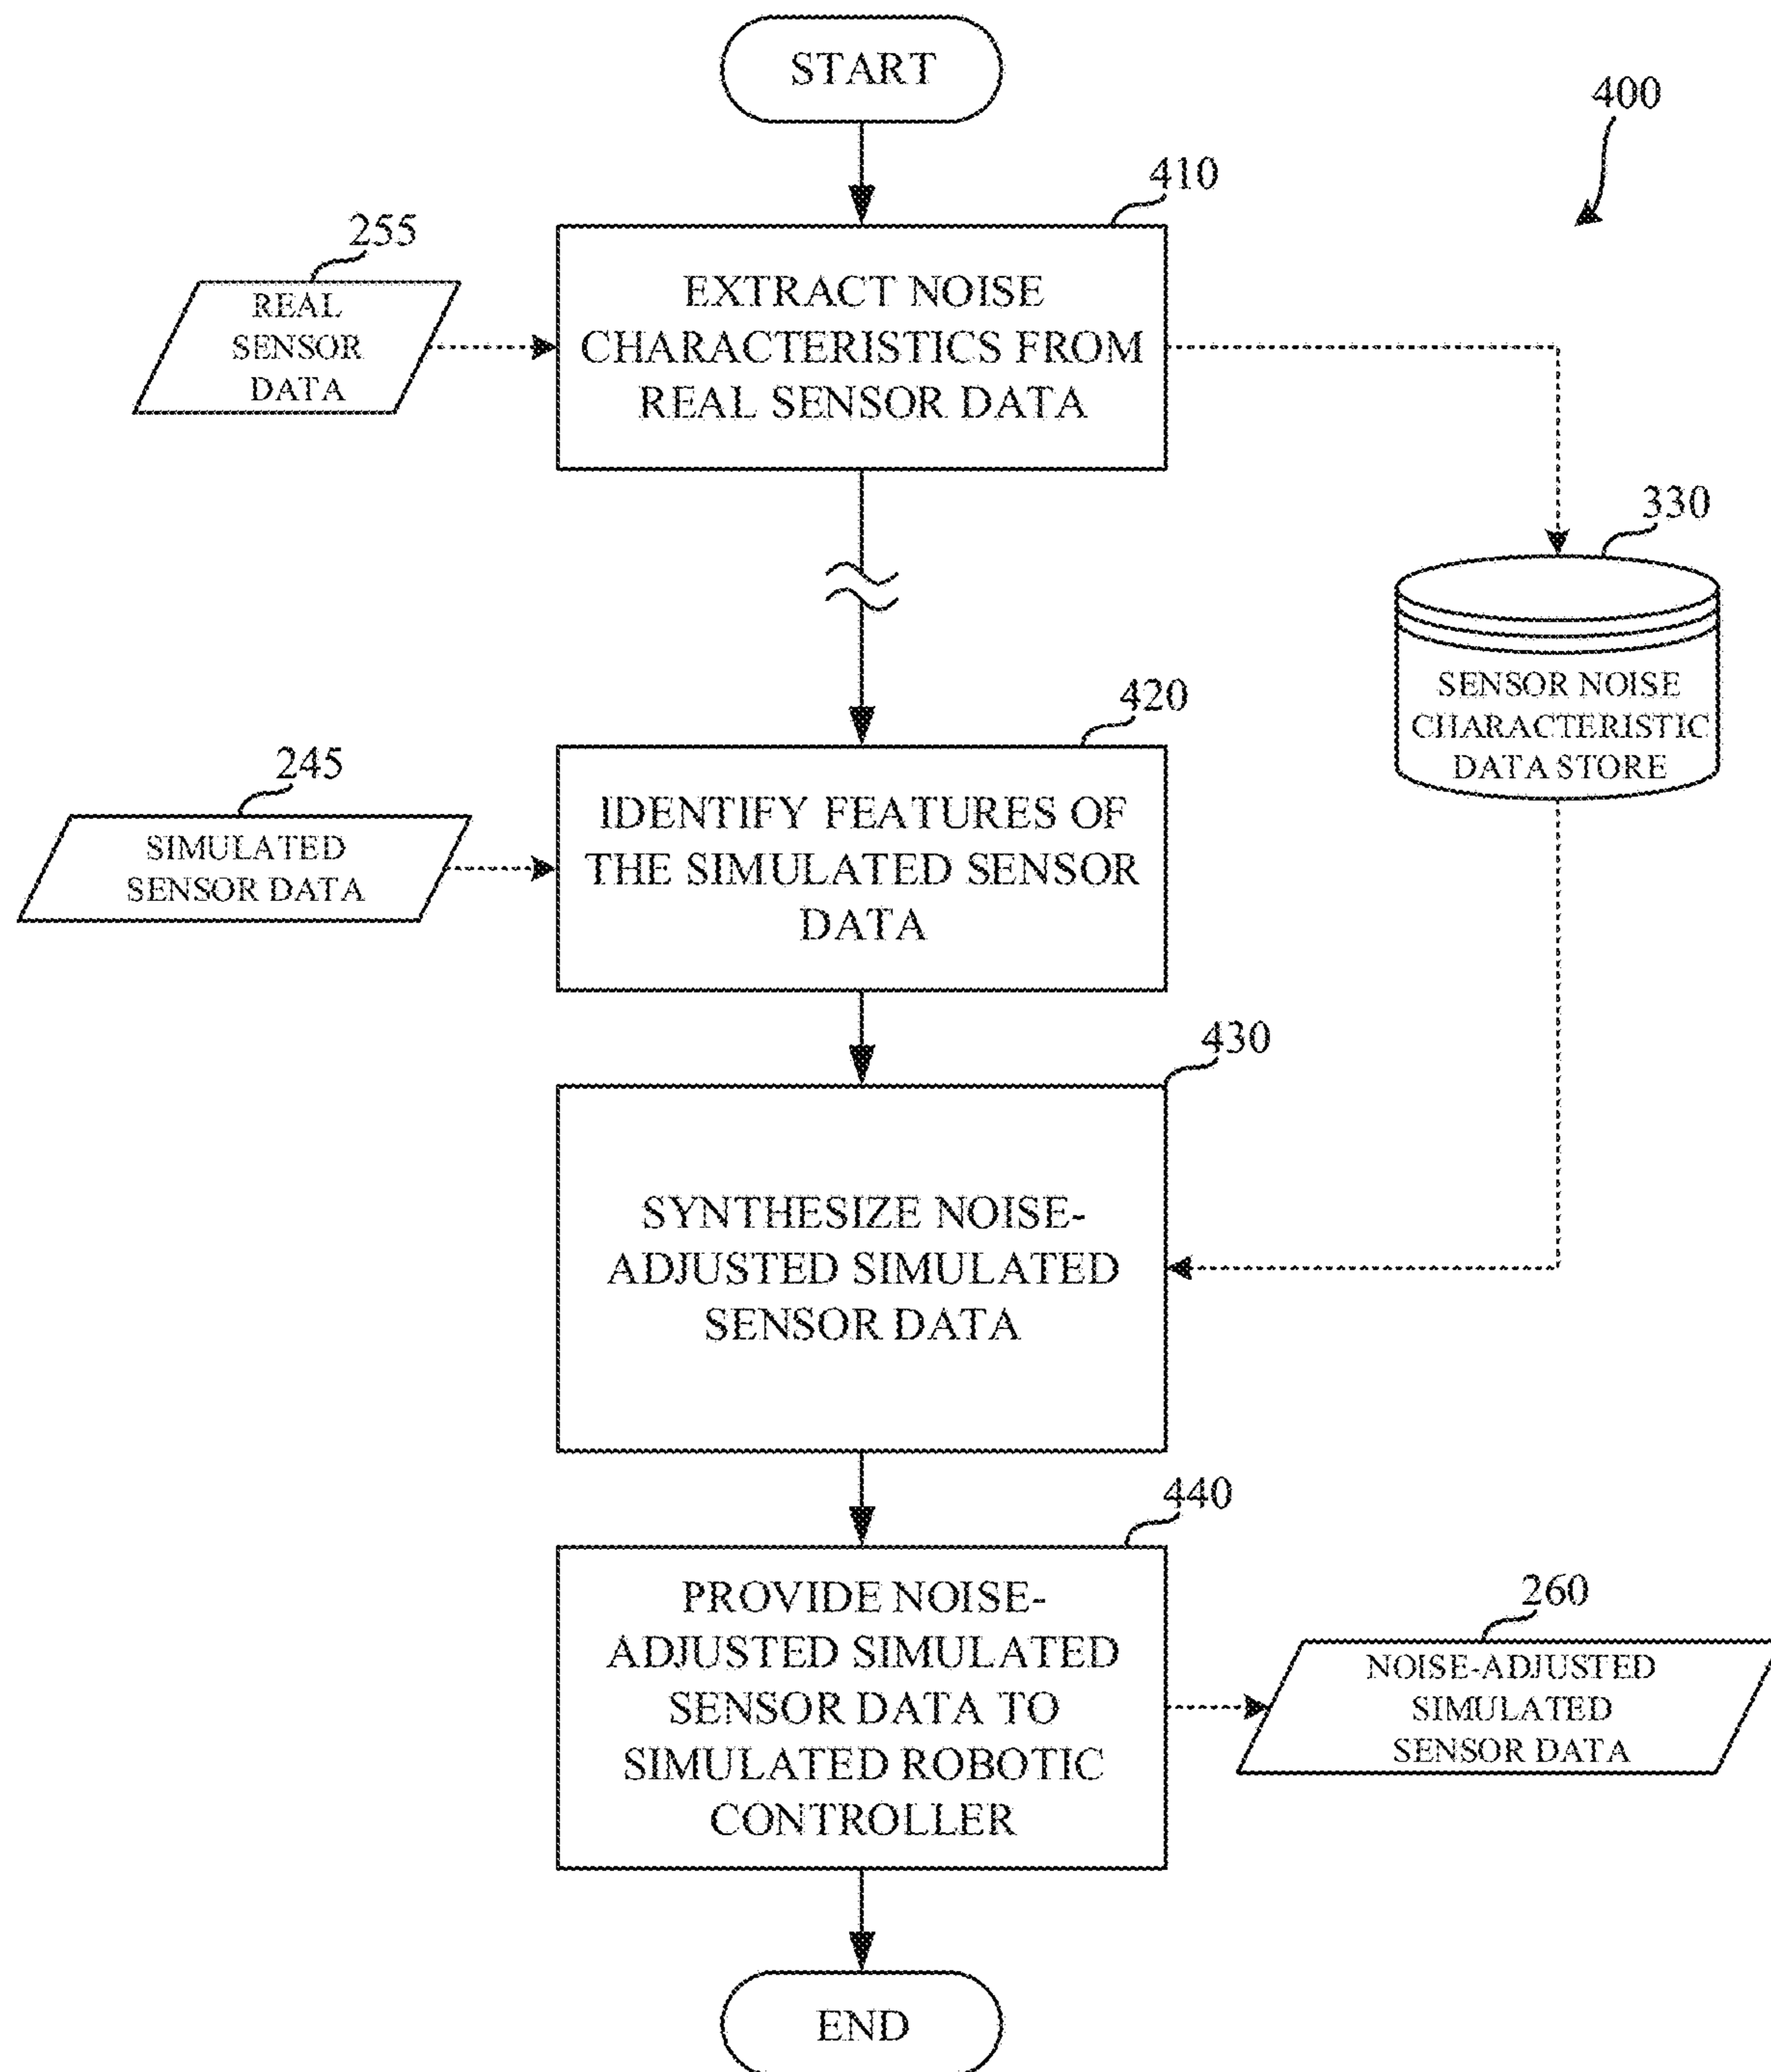 START
400
410
255
REAL
SENSOR
DATA
EXTRACT NOISE
CHARACTERISTICS FROM
REAL SENSOR DATA
330
SENSOR NOISE
CHARACTERISTIC
DATA STORE
420
245
SIMULATED
SENSOR DATA
IDENTIFY FEATURES OF
THE SIMULATED SENSOR
DATA
430
SYNTHESIZE NOISE-
ADJUSTED SIMULATED
SENSOR DATA
440
PROVIDE NOISE-
ADJUSTED SIMULATED
SENSOR DATA TO
SIMULATED ROBOTIC
CONTROLLER
260
NOISE-ADJUSTED
SIMULATED
SENSOR DATA
END